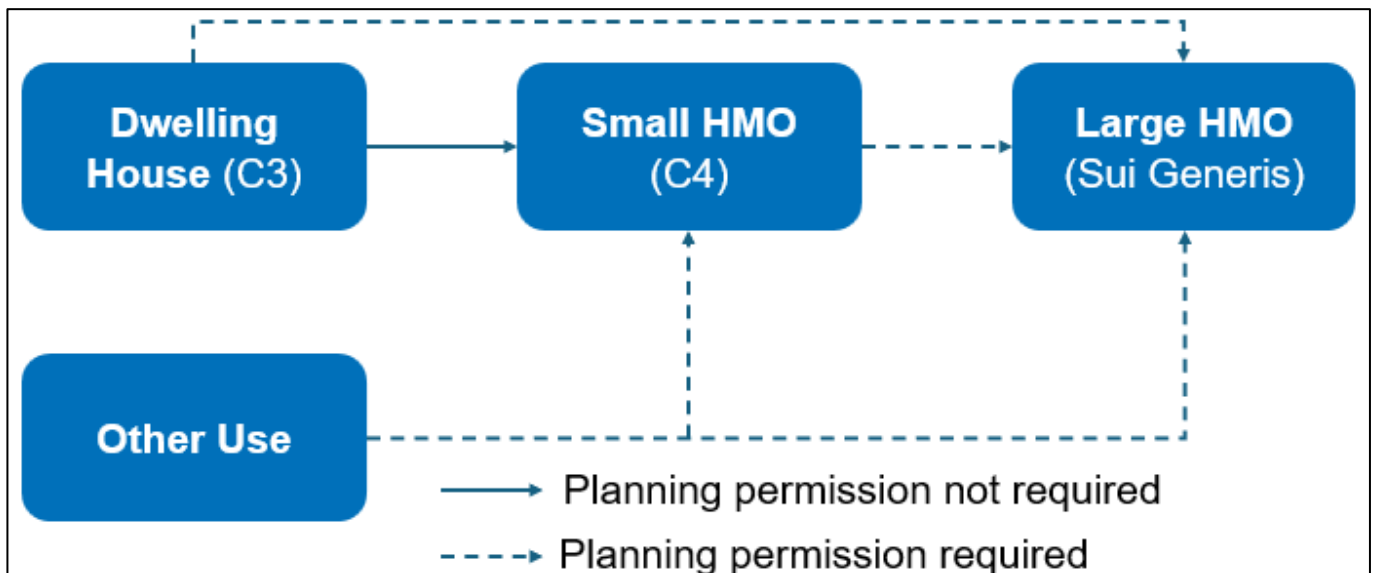 Dwelling
House (C3)
Small HMO
(C4)
Large HMO
(Sui Generis)
Other Use
Planning permission not required
Planning permission required